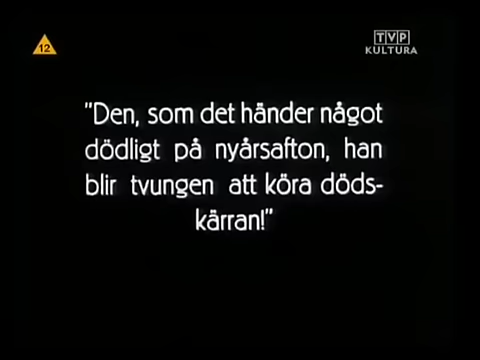 12
TVP
KULTURA
"Den, som det händer något
dödligt på nyårsafton, han
blir tvungen att köra döds-
kärran!"